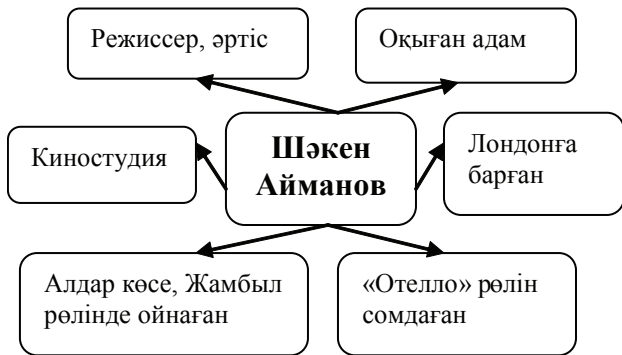 Режиссер, әртіс
Оқыған адам
Киностудия
Шәкен
Айманов
Лондонға
барған
Алдар көсе, Жамбыл
рөлінде ойнаған
«Отелло» рөлін
сомдаған